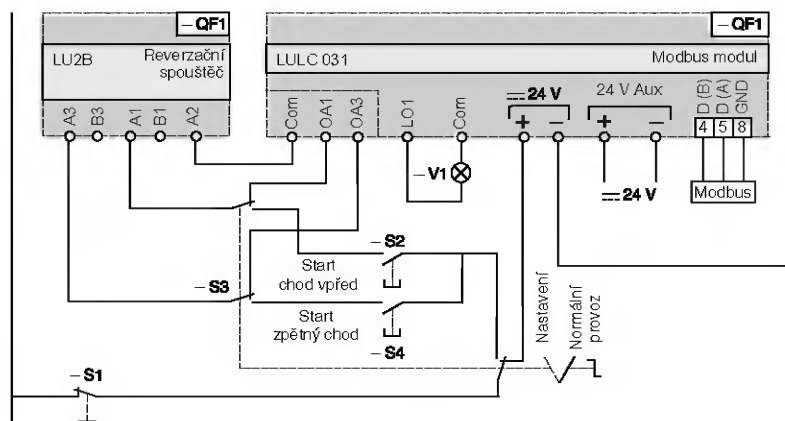 – QF1
– QF1
LU2B
Reverzační
spouštěč
LULC 031
Modbus modul
A3
B3
A1
B1
A2
Com
OA1
OA3
LO1
Com
24 V
+
–
24 V Aux
+
–
D (B)
D (A)
GND
4
5
8
– V1
24 V
Modbus
– S2
Start
chod vpřed
– S3
Start
zpětný chod
– S4
Nastavení
Normální
provoz
– S1